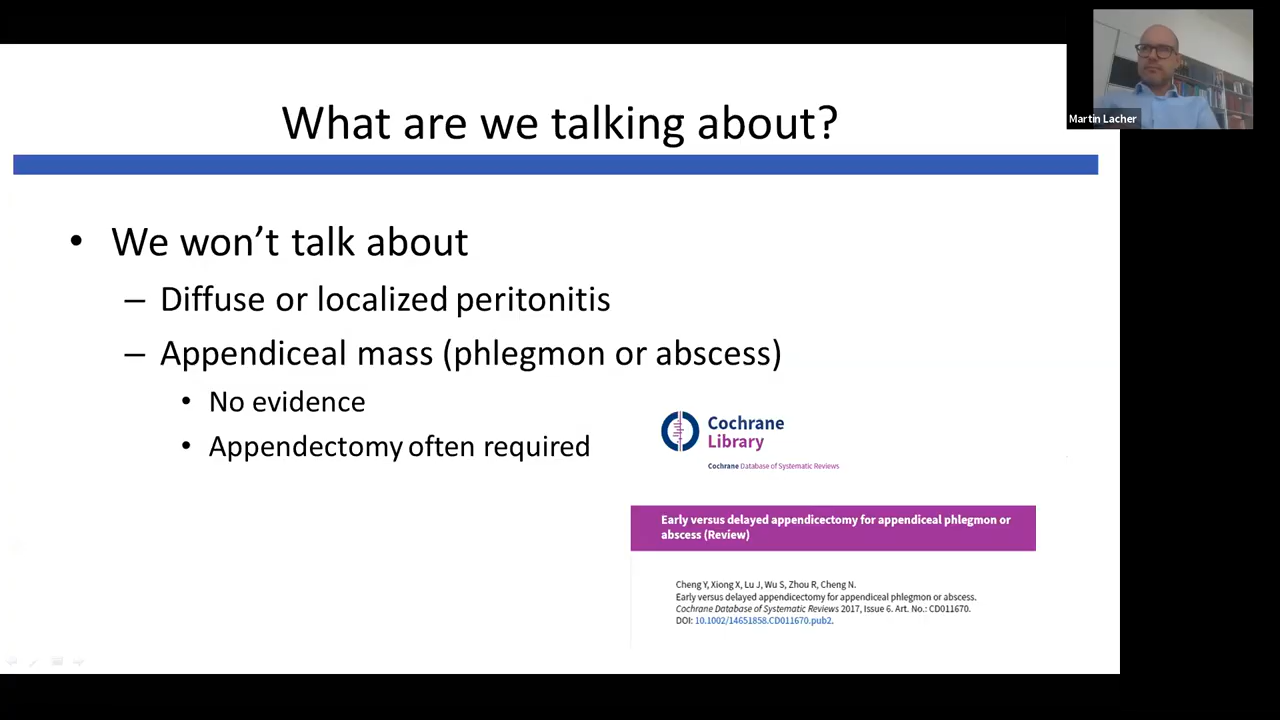 What are we talking about?
Martin Lacher
• We won’t talk about
– Diffuse or localized peritonitis
– Appendiceal mass (phlegmon or abscess)
• No evidence
• Appendectomy often required
Cochrane
Library
Cochrane Database of Systematic Reviews
Early versus delayed appendicectomy for appendiceal phlegmon or
abscess (Review)
Cheng Y, Xiong X, Lu J, Wu S, Zhou R, Cheng N.
Early versus delayed appendicectomy for appendiceal phlegmon or abscess.
Cochrane Database of Systematic Reviews 2017, Issue 6. Art. No.: CD011670.
DOI: 10.1002/14651858.CD011670.pub2.